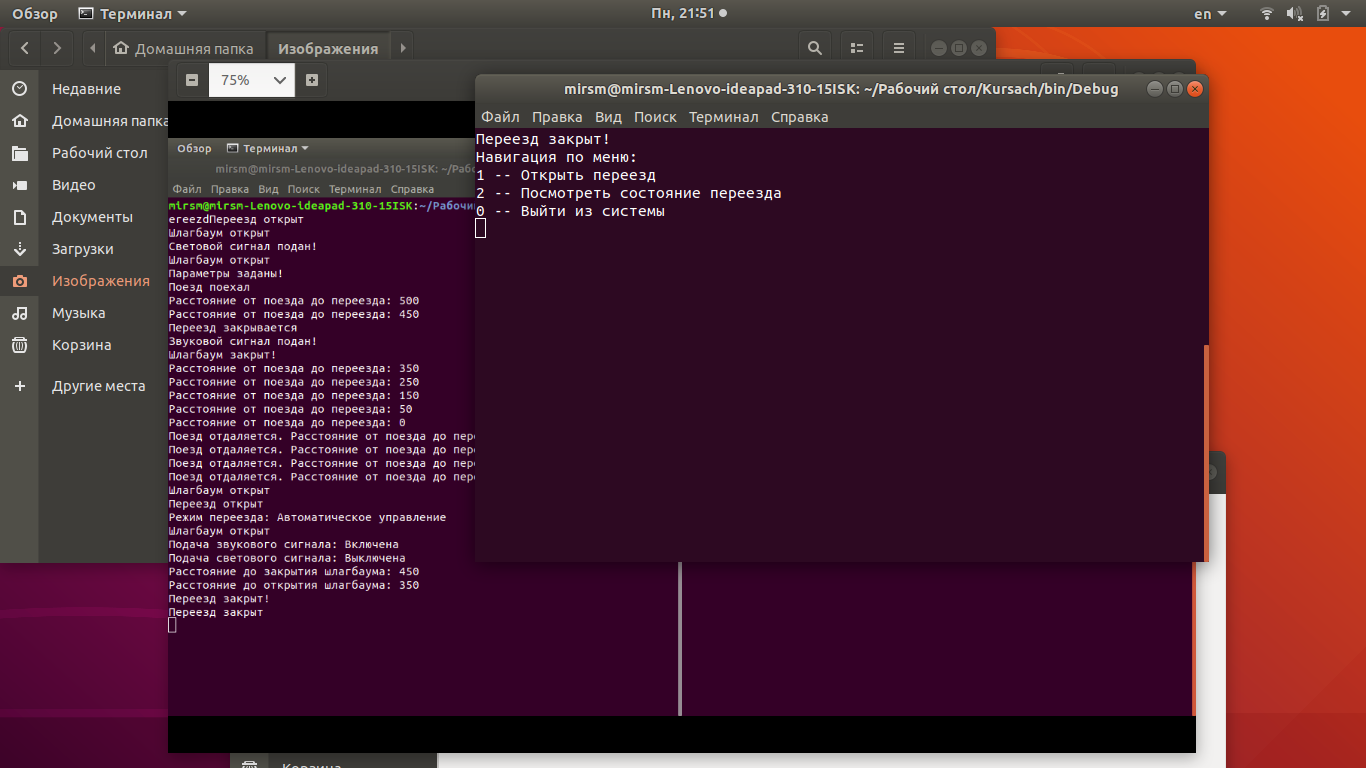 Обзор Терминал Пн, 21:51 en
Домашняя папка Изображения
Недавние
Домашняя папка
Рабочий стол
Видео
Документы
Загрузки
Изображения
Музыка
Корзина
Другие места
75%
Обзор Терминал
mirsm@mirsm-Lenovo-ideapad-310-15ISK: ~/Рабо
Файл Правка Вид Поиск Терминал Справка
mirsm@mirsm-Lenovo-ideapad-310-15ISK:~/Рабочи
ereezdПереезд открыт
Шлагбаум открыт
Световой сигнал подан!
Шлагбаум открыт
Параметры заданы!
Поезд поехал
Расстояние от поезда до переезда: 500
Расстояние от поезда до переезда: 450
Переезд закрывается
Звуковой сигнал подан!
Шлагбаум закрыт!
Расстояние от поезда до переезда: 350
Расстояние от поезда до переезда: 250
Расстояние от поезда до переезда: 150
Расстояние от поезда до переезда: 50
Расстояние от поезда до переезда: 0
Поезд отдаляется. Расстояние от поезда до пере
Поезд отдаляется. Расстояние от поезда до пере
Поезд отдаляется. Расстояние от поезда до пере
Поезд отдаляется. Расстояние от поезда до пере
Шлагбаум открыт
Переезд открыт
Режим переезда: Автоматическое управление
Шлагбаум открыт
Подача звукового сигнала: Включена
Подача светового сигнала: Выключена
Расстояние до закрытия шлагбаума: 450
Расстояние до открытия шлагбаума: 350
Переезд закрыт!
Переезд закрыт
mirsm@mirsm-Lenovo-ideapad-310-15ISK: ~/Рабочий стол/Kursach/bin/Debug
Файл Правка Вид Поиск Терминал Справка
Переезд закрыт!
Навигация по меню:
1 -- Открыть переезд
2 -- Посмотреть состояние переезда
0 -- Выйти из системы
Корзина